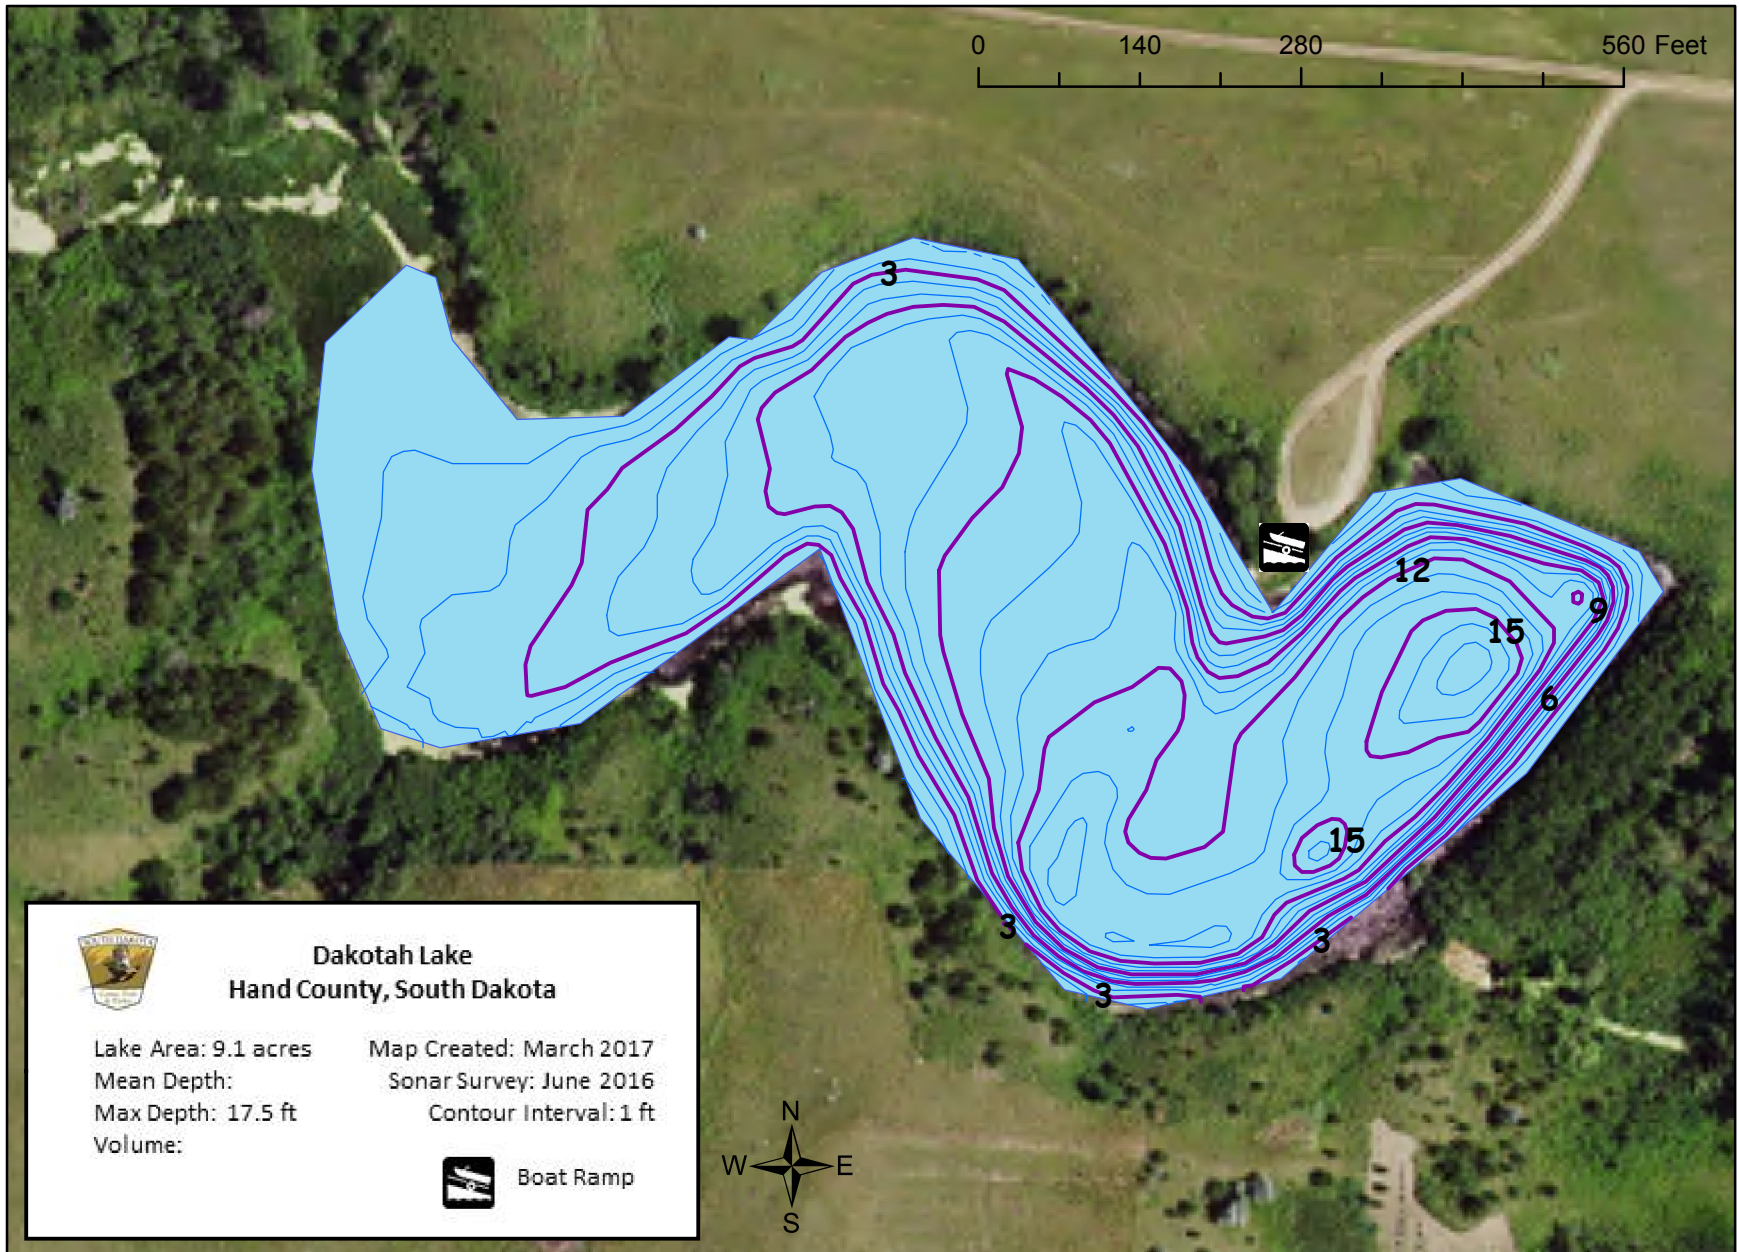 0 140 280 560 Feet
3
12
9
15
6
15
3
3
3
SOUTH DAKOTA
Dakotah Lake
Hand County, South Dakota
Lake Area: 9.1 acres
Map Created: March 2017
Mean Depth:
Sonar Survey: June 2016
Max Depth: 17.5 ft
Contour Interval: 1 ft
Volume:
Boat Ramp
N
W E
S